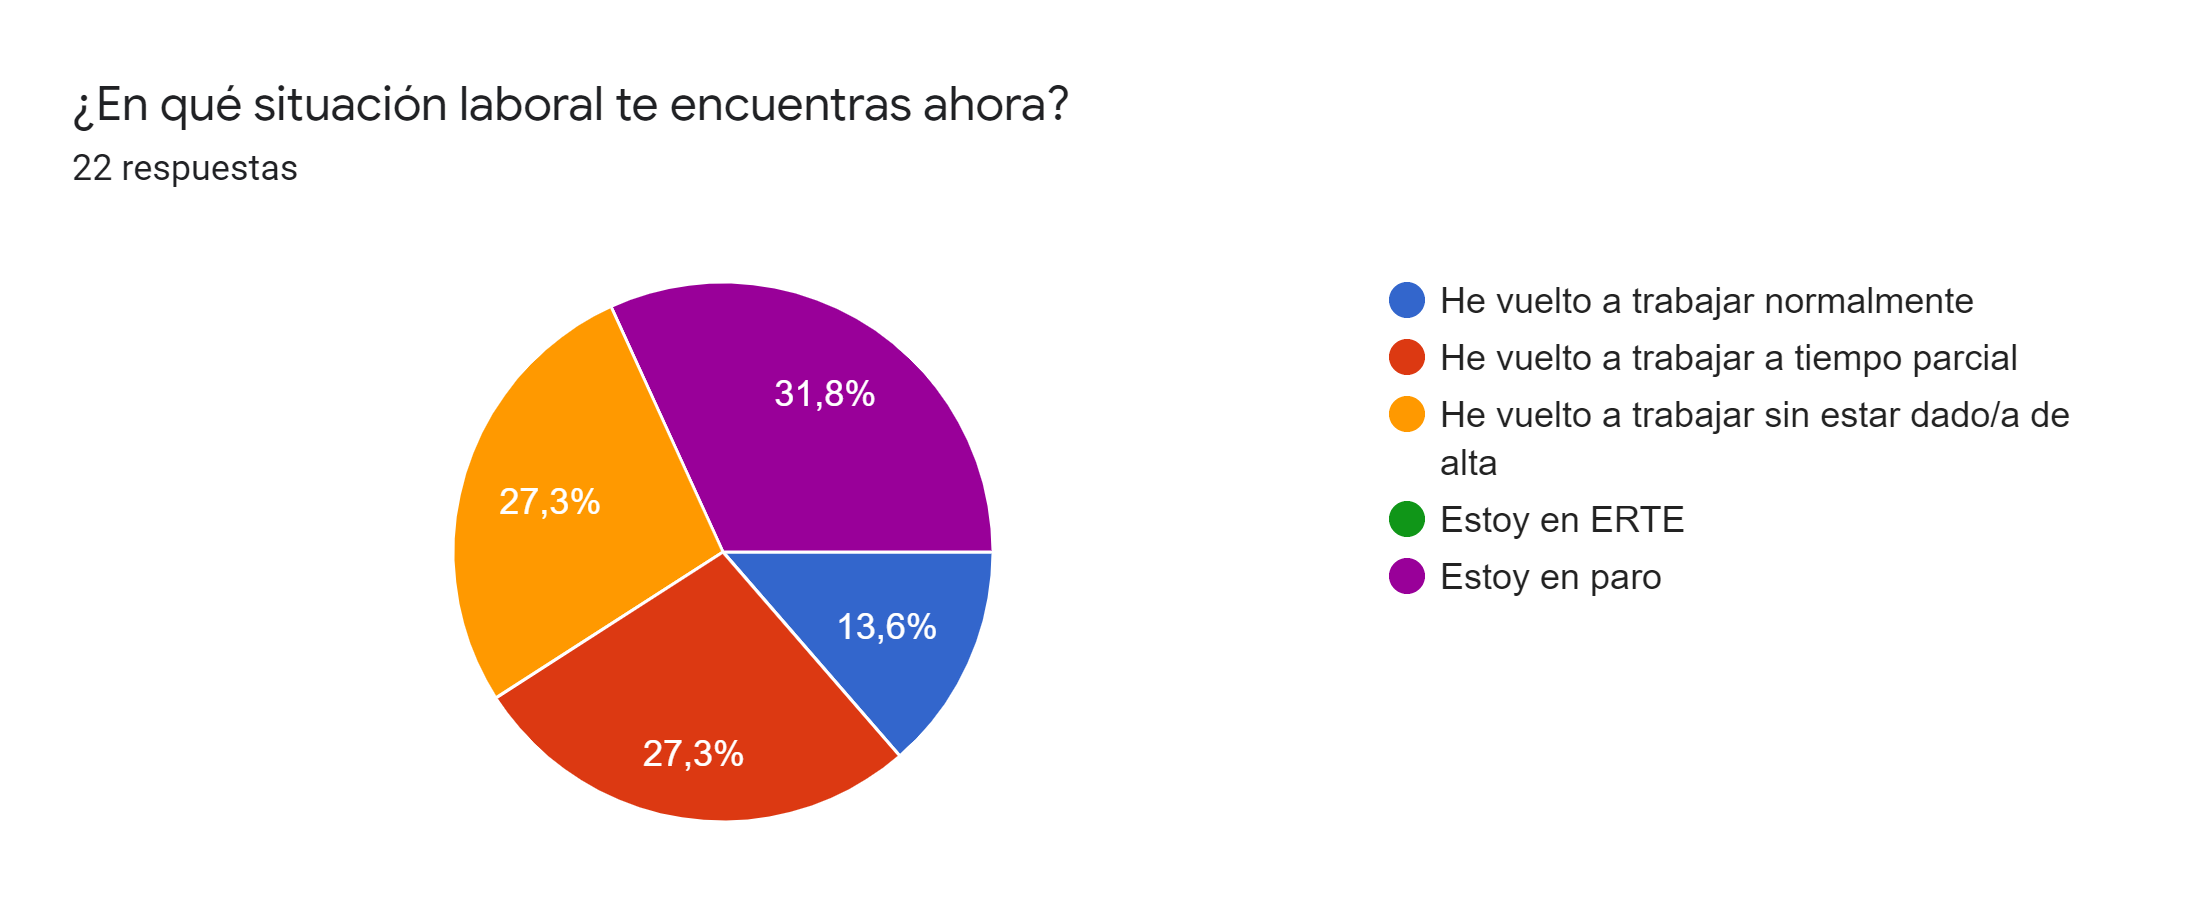 ¿En qué situación laboral te encuentras ahora?
22 respuestas
31,8%
27,3%
13,6%
27,3%
He vuelto a trabajar normalmente
He vuelto a trabajar a tiempo parcial
He vuelto a trabajar sin estar dado/a de
alta
Estoy en ERTE
Estoy en paro